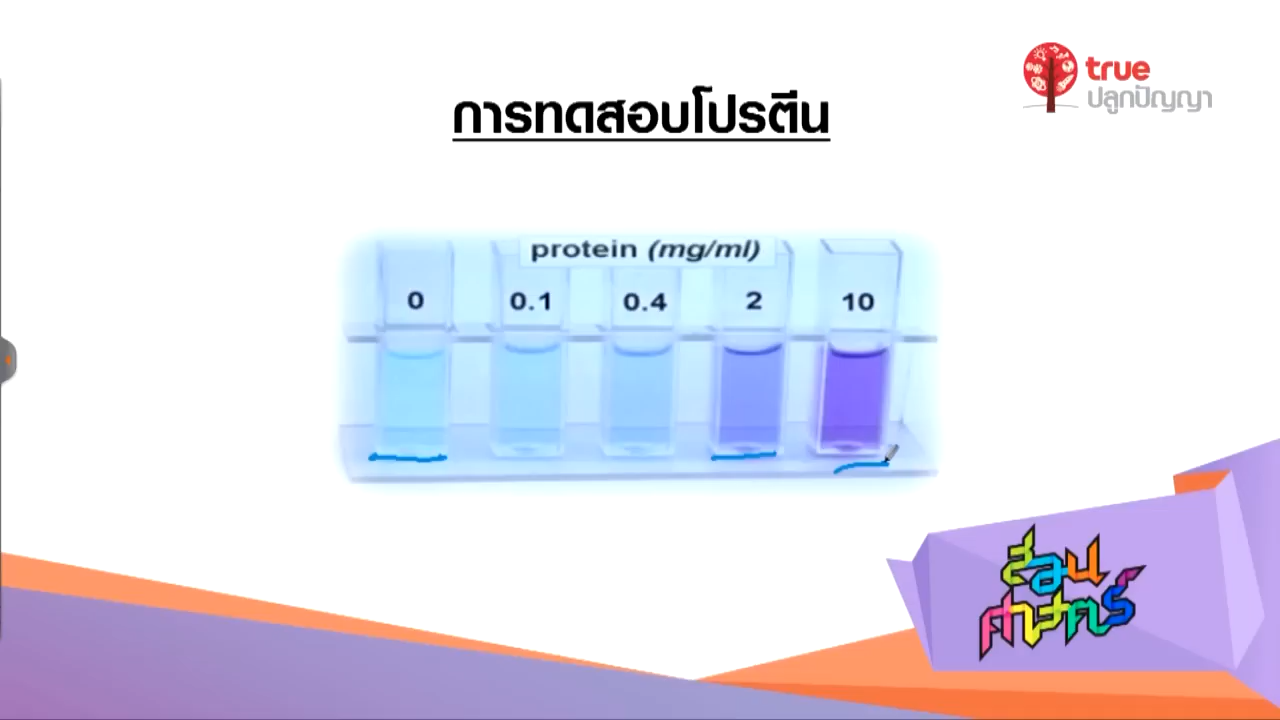 true
ปลูกปัญญา
การทดสอบโปรตีน
protein (mg/ml)
0 0.1 0.4 2 10
สอน
ศาสตร์